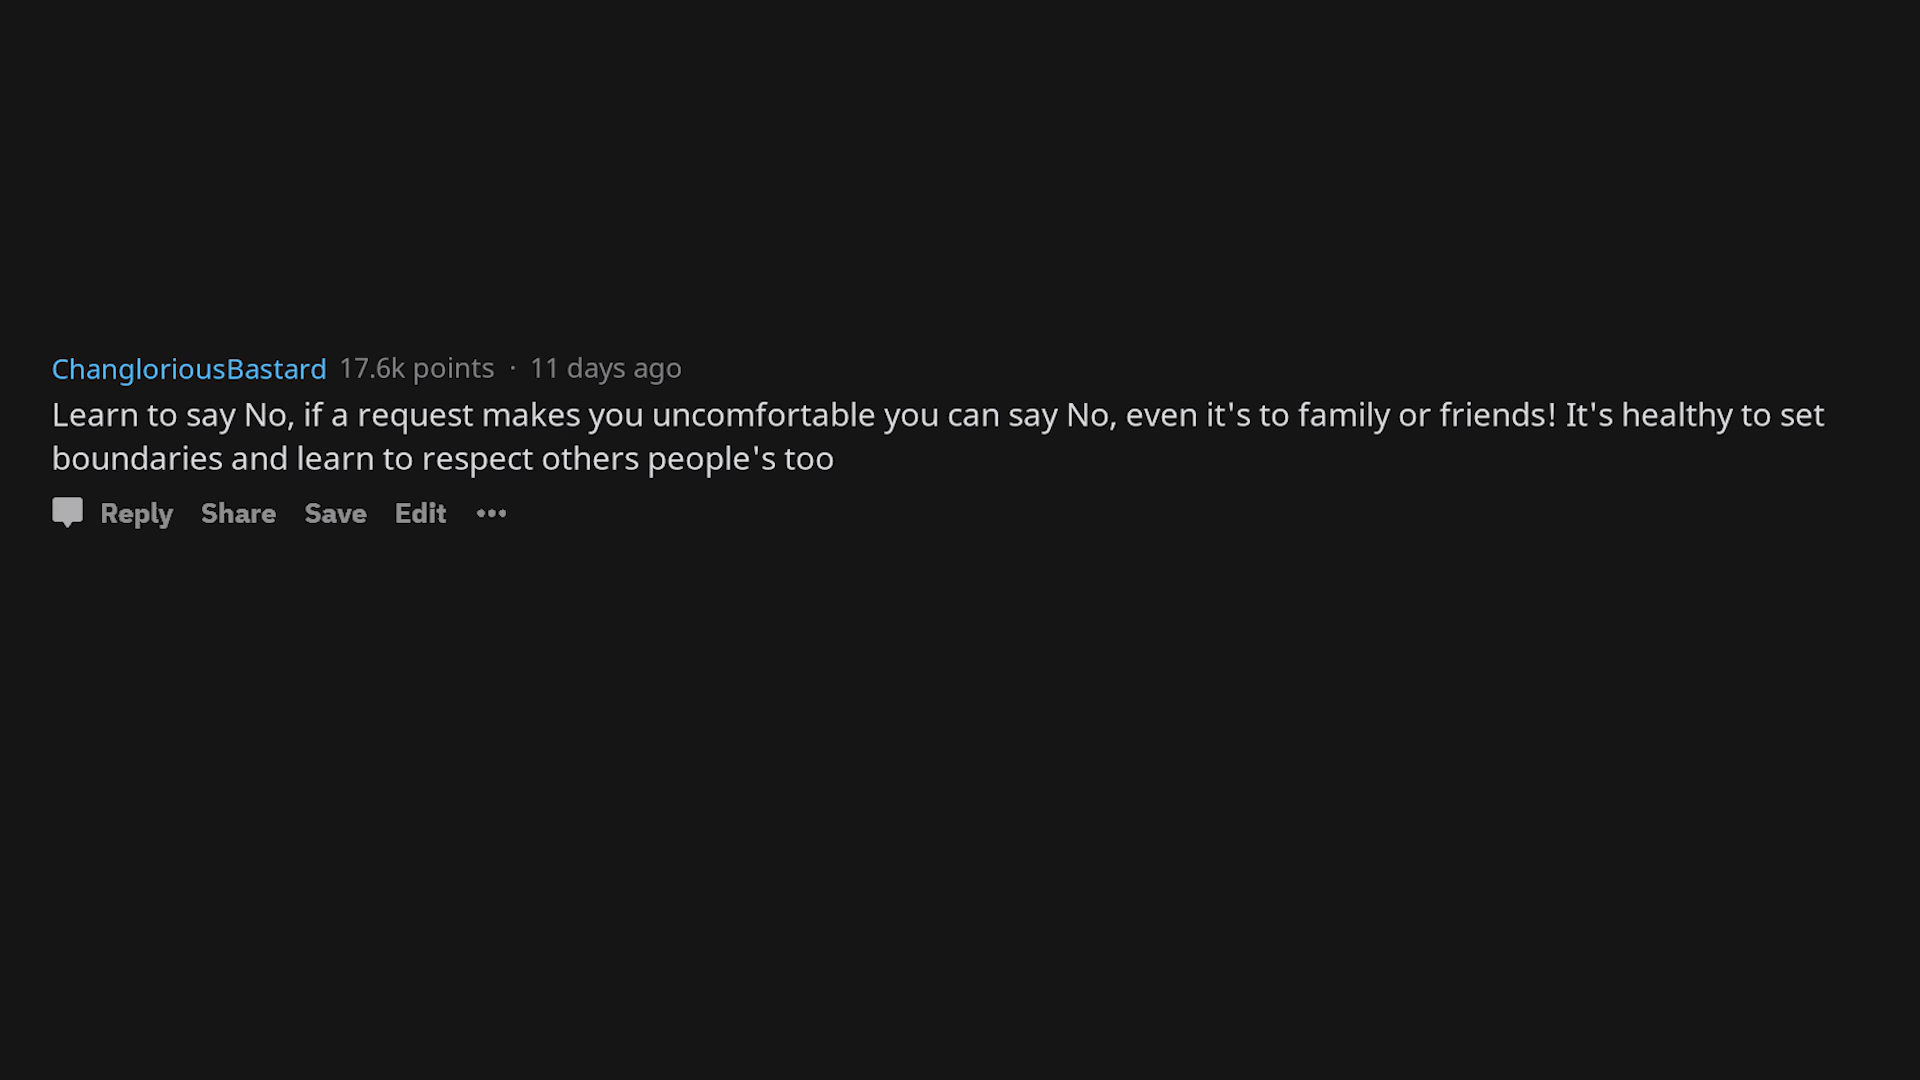 ChangloriousBastard 17.6k points · 11 days ago
Learn to say No, if a request makes you uncomfortable you can say No, even it's to family or friends! It's healthy to set
boundaries and learn to respect others people's too
Reply Share Save Edit •••